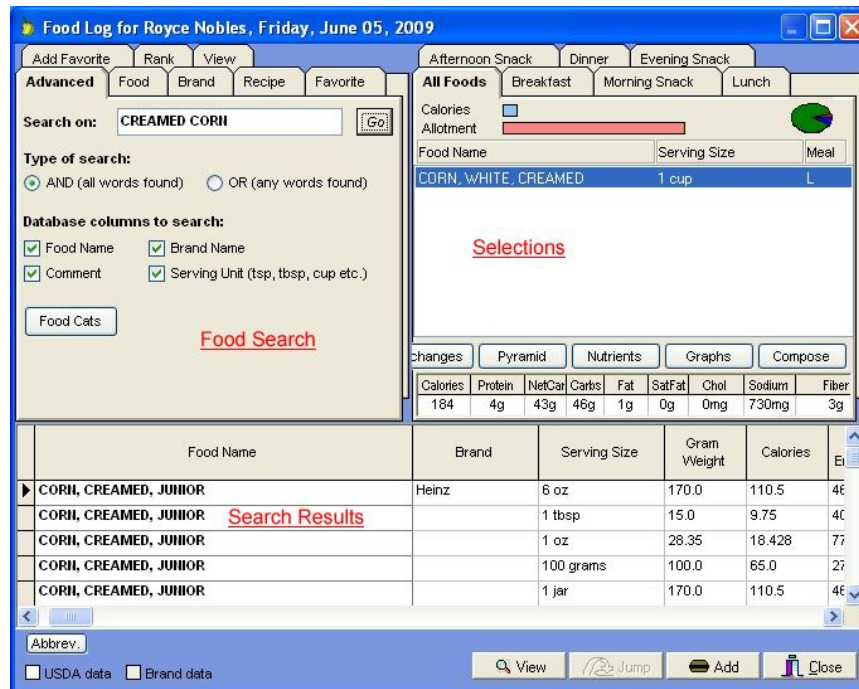 Food Log for Royce Nobles, Friday, June 05, 2009
Add Favorite Rank View
Advanced Food Brand Recipe Favorite
Search on: CREAMED CORN Go
Type of search:
AND (all words found) OR (any words found)
Database columns to search:
Food Name Brand Name
Comment Serving Unit (tsp, tbsp, cup etc.)
Food Cats
Food Search
Afternoon Snack Dinner Evening Snack
All Foods Breakfast Morning Snack Lunch
Calories
Allotment
Food Name Serving Size Meal
CORN, WHITE, CREAMED 1 cup L
Selections
changes Pyramid Nutrients Graphs Compose
Calories Protein NetCar Carbs Fat SatFat Chol Sodium Fiber
184 4g 43g 46g 1g 0g 0mg 730mg 3g
Food Name Brand Serving Size Gram Weight Calories
CORN, CREAMED, JUNIOR Heinz 6 oz 170.0 110.5 46
CORN, CREAMED, JUNIOR 1 tbsp 15.0 9.75 40
Search Results
CORN, CREAMED, JUNIOR 1 oz 28.35 18.428 77
CORN, CREAMED, JUNIOR 100 grams 100.0 65.0 27
CORN, CREAMED, JUNIOR 1 jar 170.0 110.5 46
Abbrev.
USDA data Brand data
View Jump Add Close